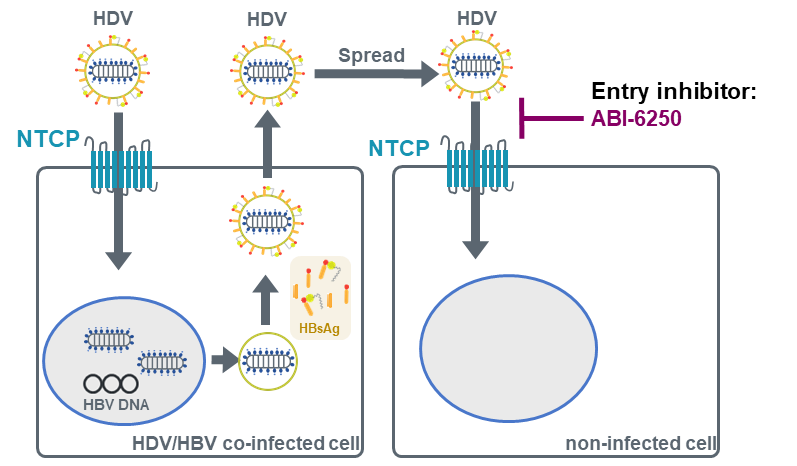 HDV
HDV
HDV
Spread
Entry inhibitor:
ABI-6250
NTCP
NTCP
HBsAg
HBV DNA
HDV/HBV co-infected cell
non-infected cell